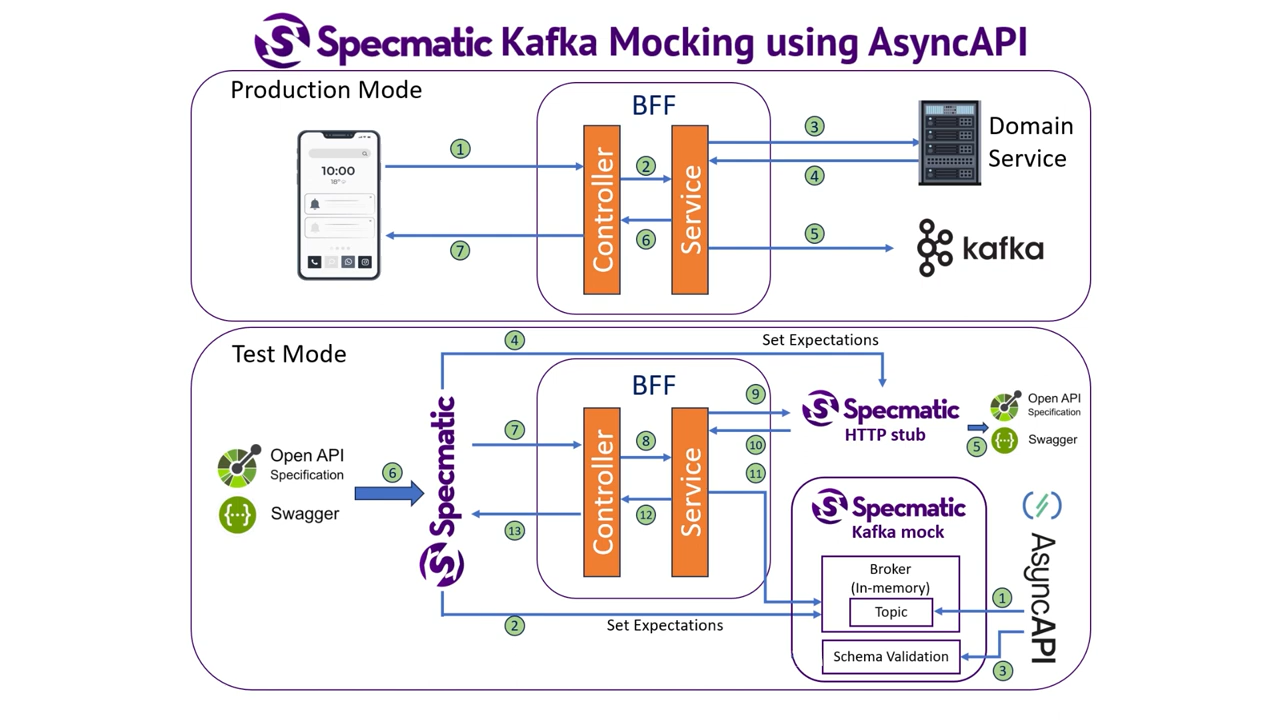 Specmatic Kafka Mocking using AsyncAPI
Production Mode
BFF
10:00
18°
Controller
Service
1
2
3
4
5
6
7
Domain
Service
kafka
Test Mode
4
Set Expectations
BFF
Open API
Specification
Swagger
6
Specmatic
7
13
Controller
8
12
Service
9
10
11
Specmatic
HTTP stub
5
Open API
Specification
Swagger
Specmatic
Kafka mock
Broker
(In-memory)
Topic
Schema Validation
AsyncAPI
1
3
2
Set Expectations